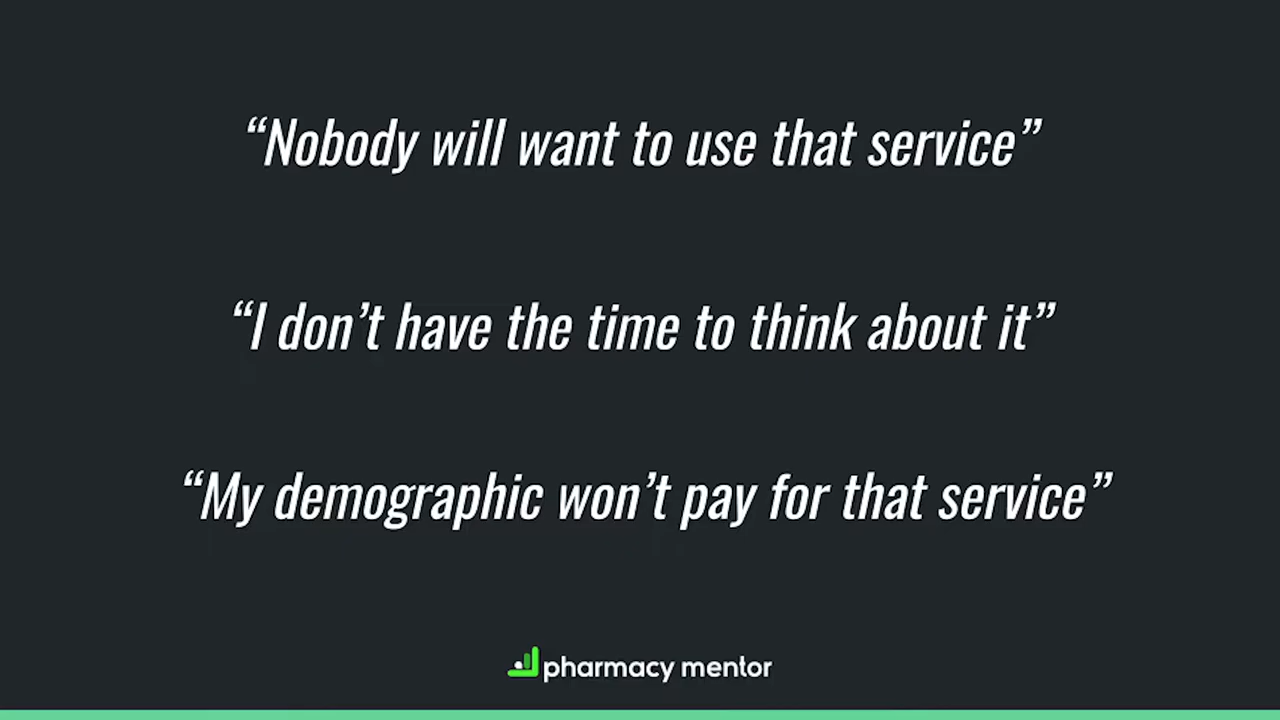 “Nobody will want to use that service”
“I don’t have the time to think about it”
“My demographic won’t pay for that service”
pharmacy mentor